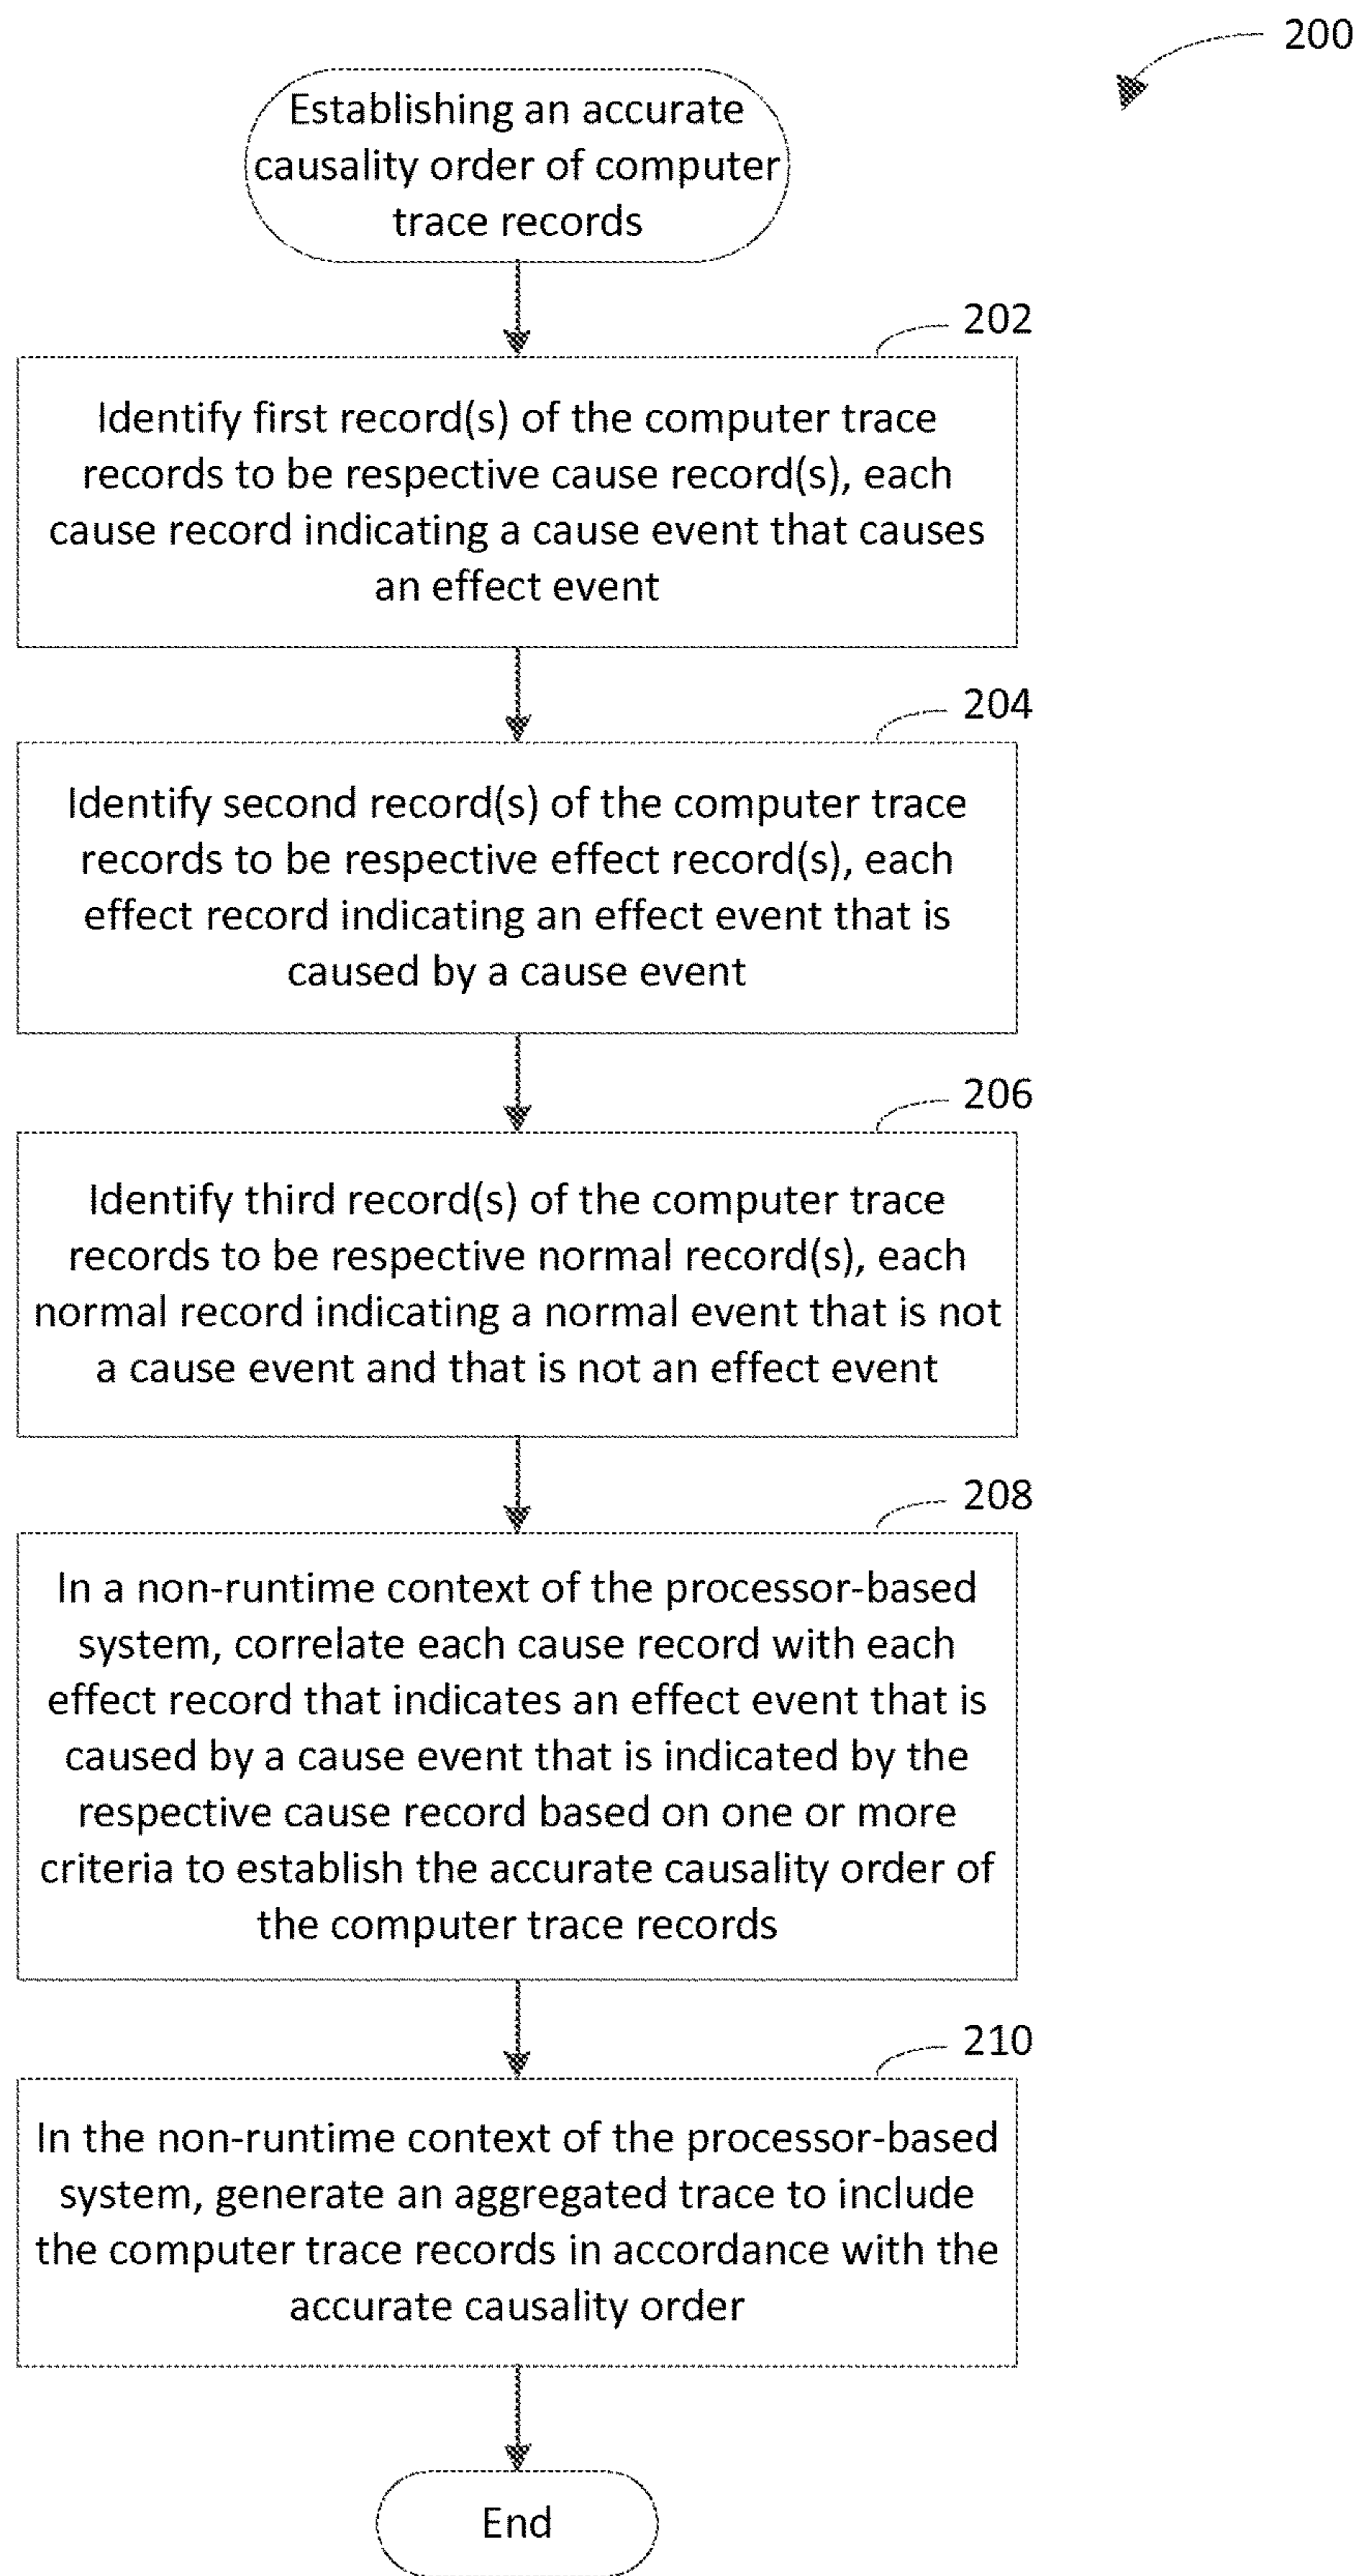 200
Establishing an accurate
causality order of computer
trace records
202
Identify first record(s) of the computer trace
records to be respective cause record(s), each
cause record indicating a cause event that causes
an effect event
204
Identify second record(s) of the computer trace
records to be respective effect record(s), each
effect record indicating an effect event that is
caused by a cause event
206
Identify third record(s) of the computer trace
records to be respective normal record(s), each
normal record indicating a normal event that is not
a cause event and that is not an effect event
208
In a non-runtime context of the processor-based
system, correlate each cause record with each
effect record that indicates an effect event that is
caused by a cause event that is indicated by the
respective cause record based on one or more
criteria to establish the accurate causality order of
the computer trace records
210
In the non-runtime context of the processor-based
system, generate an aggregated trace to include
the computer trace records in accordance with the
accurate causality order
End